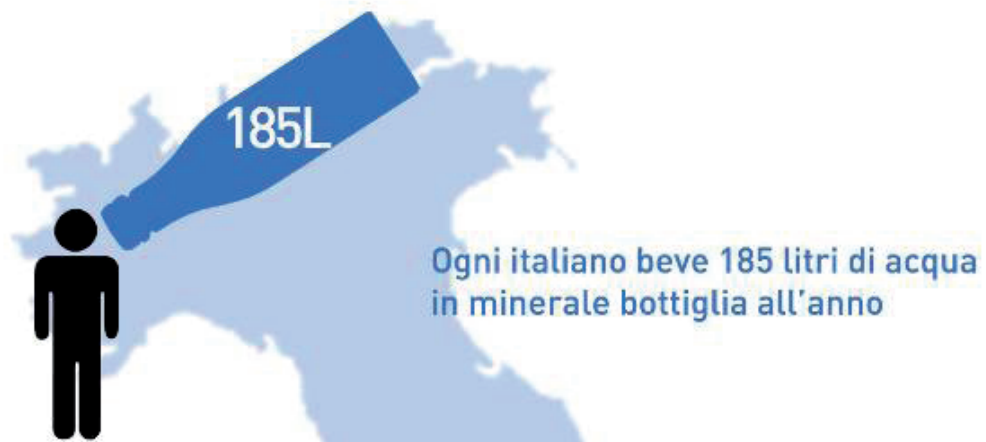 185L
Ogni italiano beve 185 litri di acqua
in minerale bottiglia all'anno